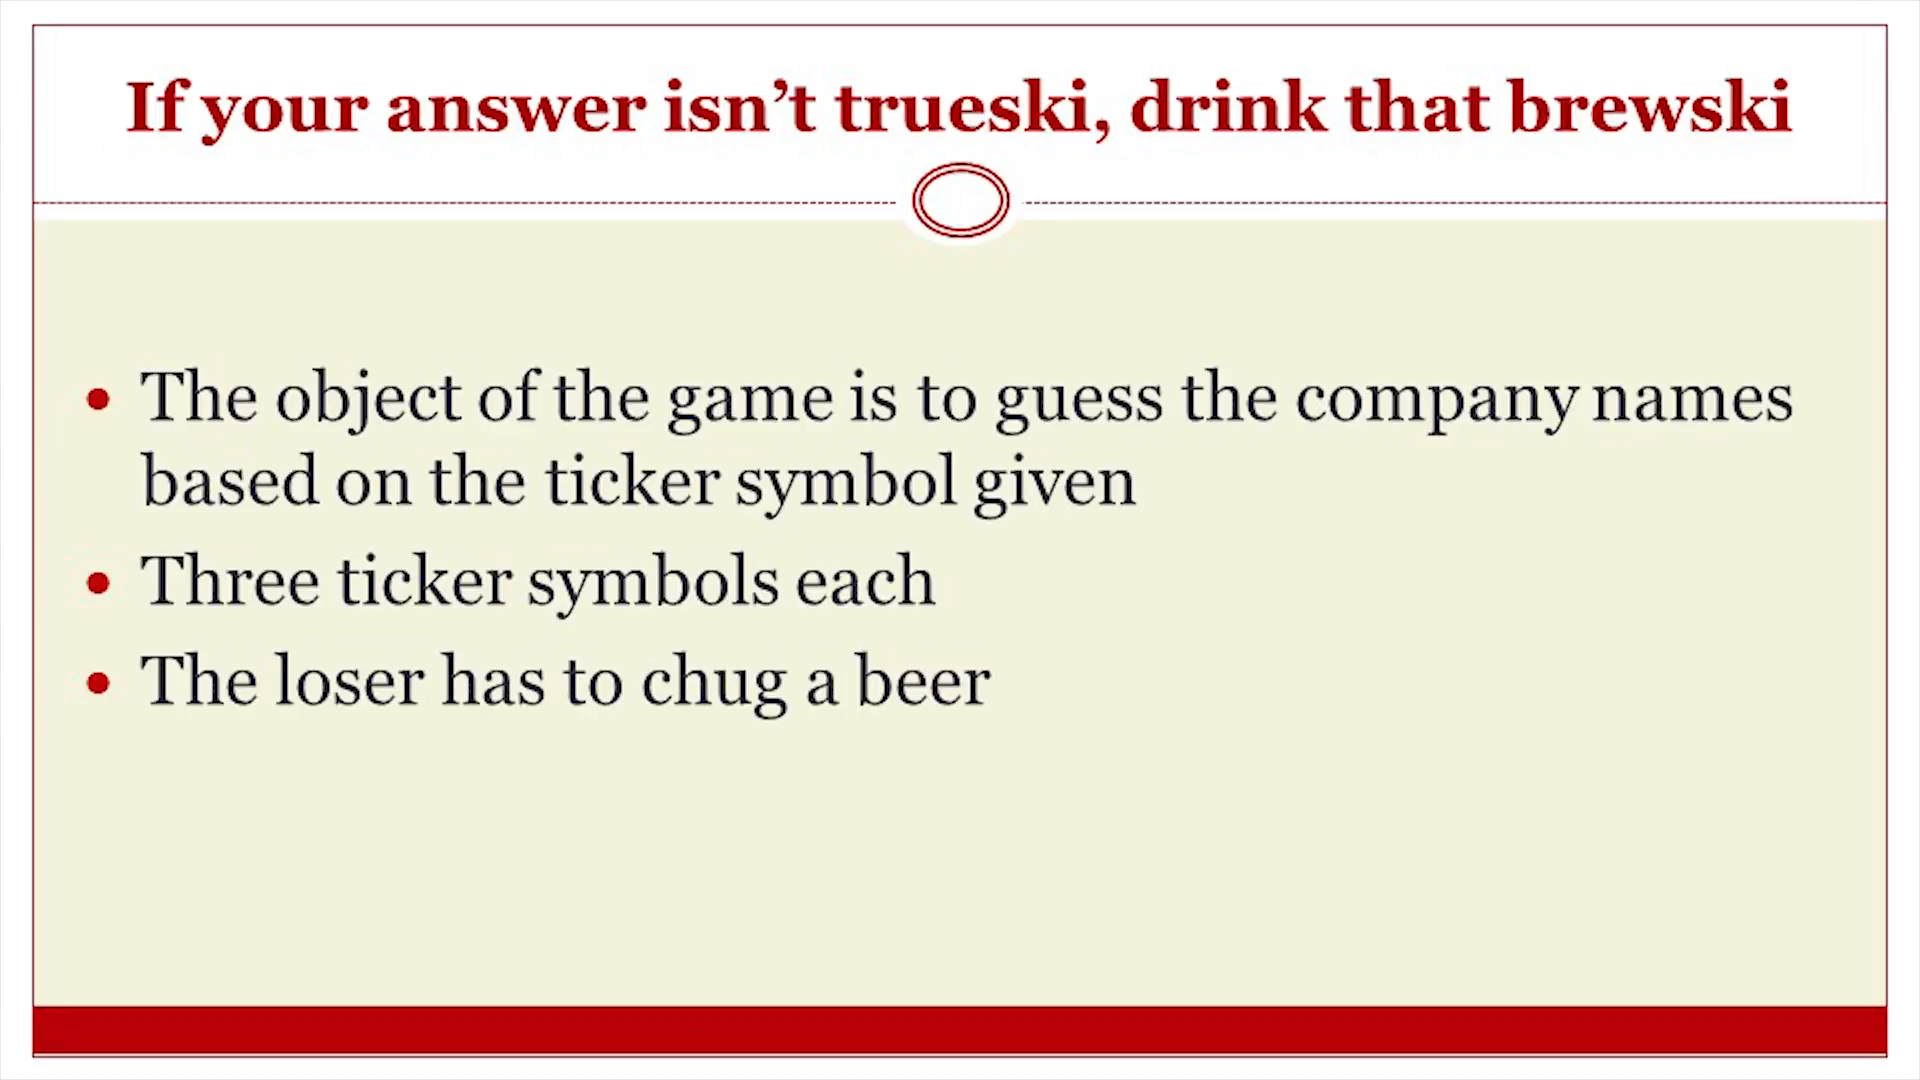 If your answer isn’t trueski, drink that brewski
• The object of the game is to guess the company names
based on the ticker symbol given
• Three ticker symbols each
• The loser has to chug a beer